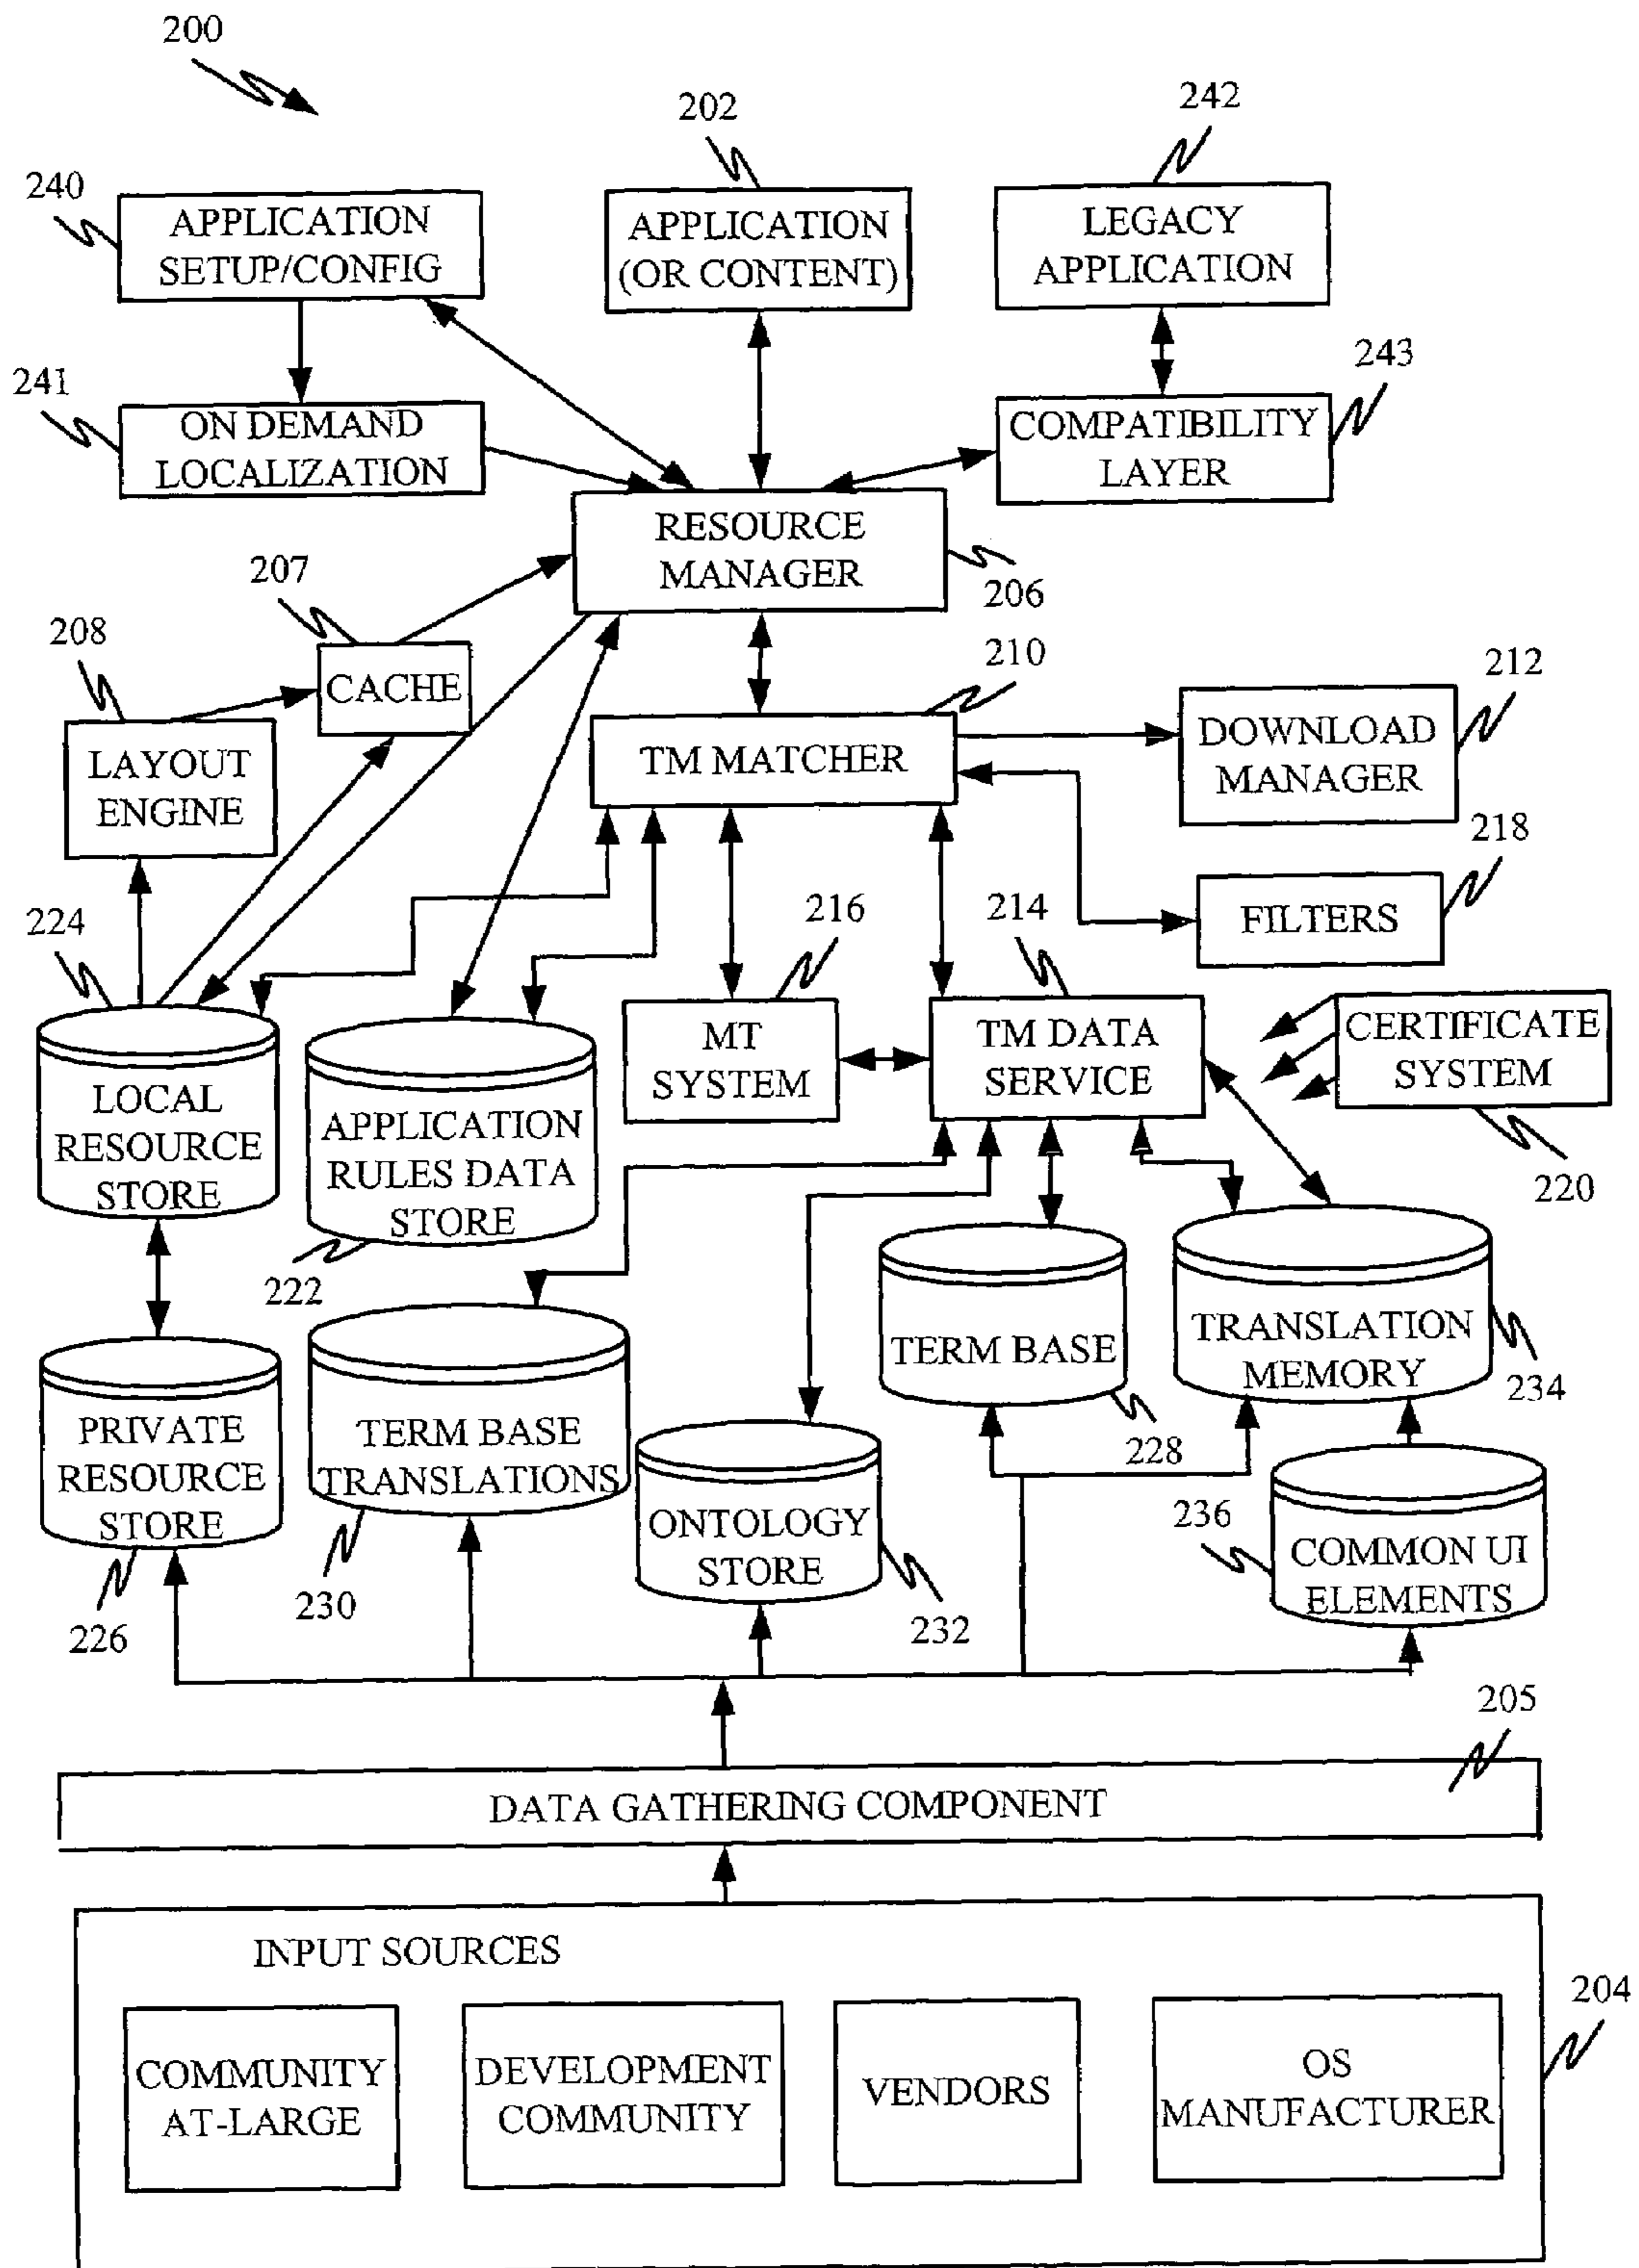 200
202
242
240
APPLICATION
SETUP/CONFIG
APPLICATION
(OR CONTENT)
LEGACY
APPLICATION
241
243
ON DEMAND
LOCALIZATION
COMPATIBILITY
LAYER
RESOURCE
MANAGER
206
207
208
CACHE
210
212
LAYOUT
ENGINE
TM MATCHER
DOWNLOAD
MANAGER
218
224
216
214
FILTERS
MT
SYSTEM
TM DATA
SERVICE
CERTIFICATE
SYSTEM
220
LOCAL
RESOURCE
STORE
APPLICATION
RULES DATA
STORE
222
TERM BASE
228
TRANSLATION
MEMORY
234
PRIVATE
RESOURCE
STORE
226
TERM BASE
TRANSLATIONS
230
ONTOLOGY
STORE
232
236
COMMON UI
ELEMENTS
205
DATA GATHERING COMPONENT
INPUT SOURCES
204
COMMUNITY
AT-LARGE
DEVELOPMENT
COMMUNITY
VENDORS
OS
MANUFACTURER